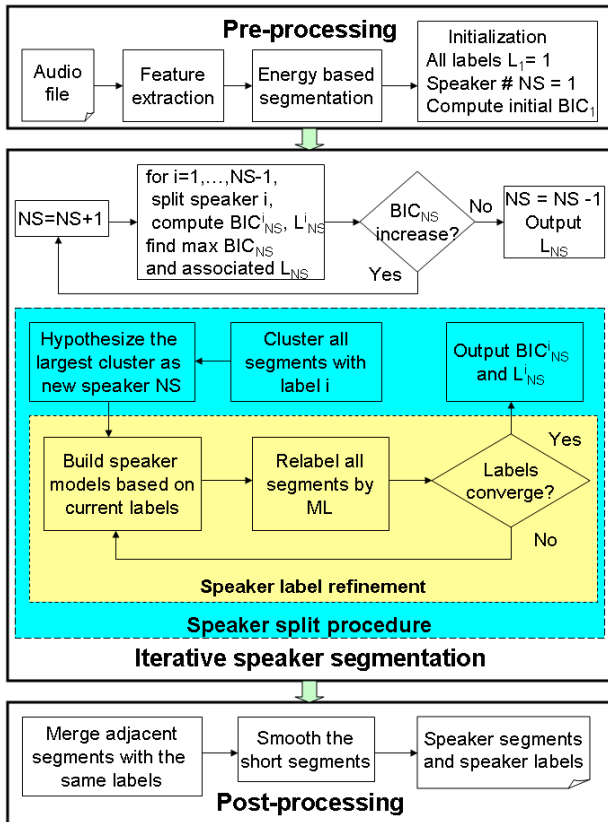 Pre-processing
Audio
file
Feature
extraction
Energy based
segmentation
Initialization
All labels L₁= 1
Speaker # NS = 1
Compute initial BIC₁
NS=NS+1
for i=1,…,NS-1,
split speaker i,
compute BICⁱNS, LⁱNS
find max BICNS
and associated LNS
BICNS
increase?
No
Yes
NS = NS -1
Output
LNS
Hypothesize the
largest cluster as
new speaker NS
Cluster all
segments with
label i
Output BICⁱNS
and LⁱNS
Build speaker
models based on
current labels
Relabel all
segments by
ML
Labels
converge?
Yes
No
Speaker label refinement
Speaker split procedure
Iterative speaker segmentation
Merge adjacent
segments with the
same labels
Smooth the
short segments
Speaker segments
and speaker labels
Post-processing